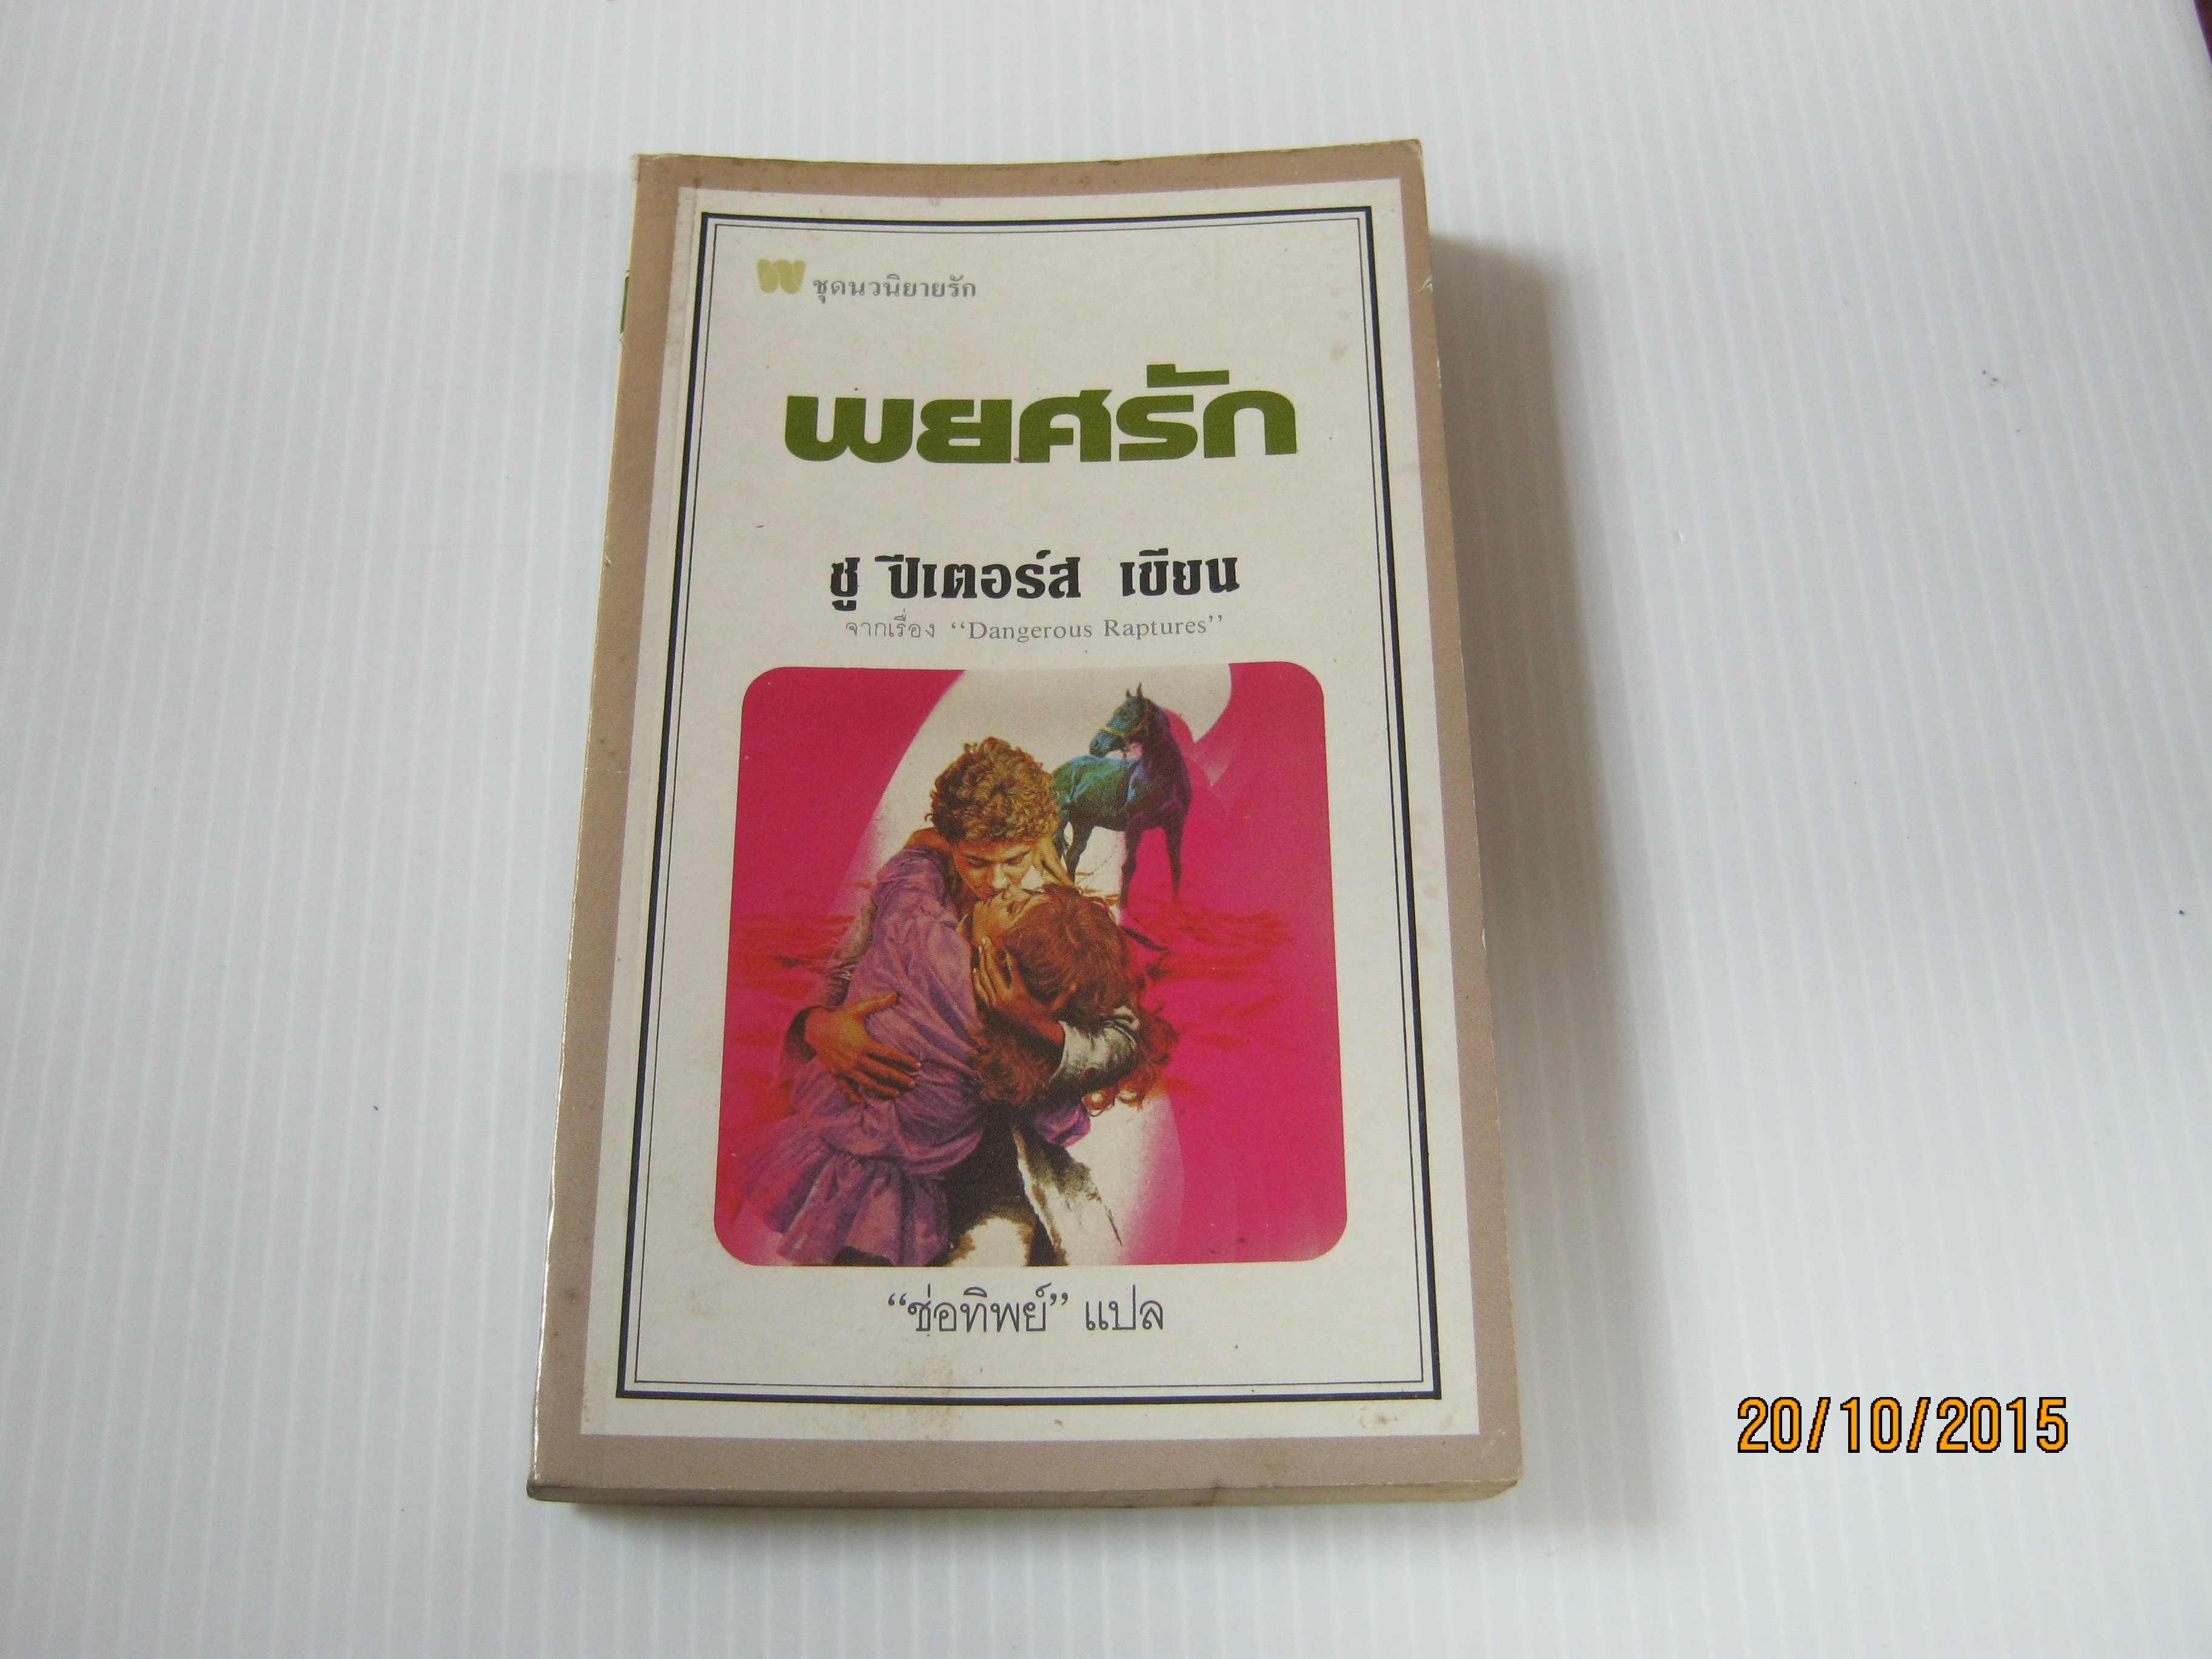 ชุดนวนิยายรัก
พยศรัก
ซู ปีเตอร์ส เขียน
จากเรื่อง “Dangerous Raptures”
“ช่อทิพย์” แปล
20/10/2015